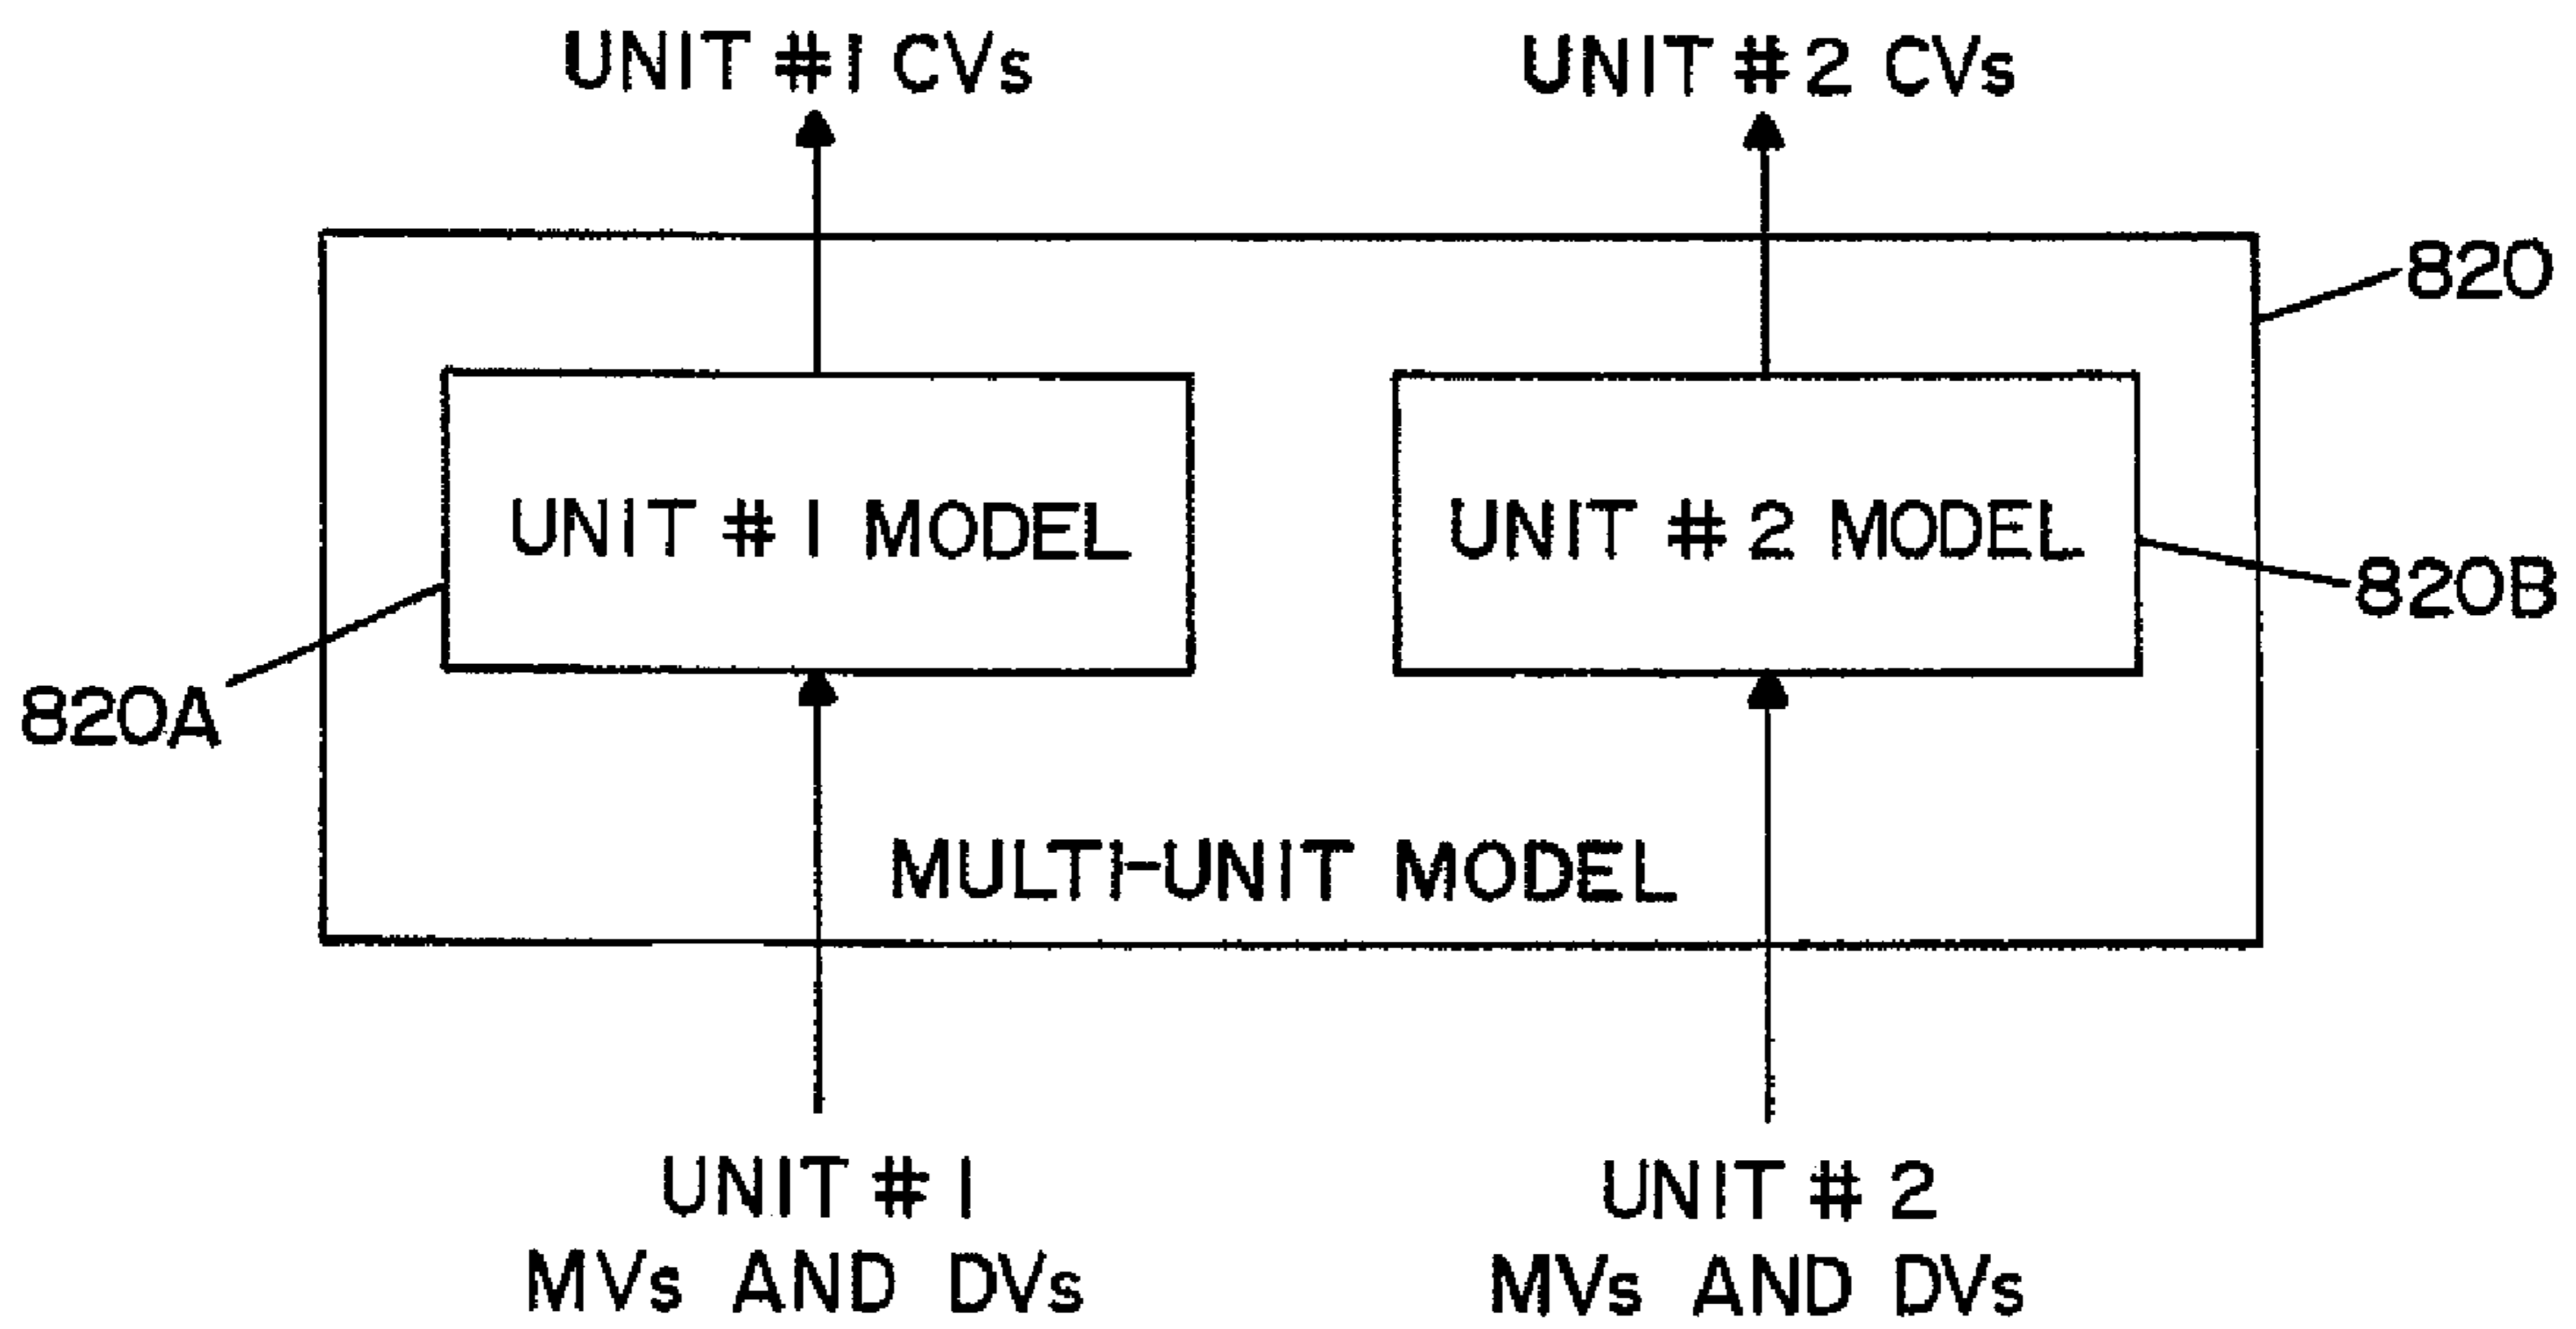 UNIT #1 CVs
UNIT #2 CVs
820
UNIT #1 MODEL
UNIT #2 MODEL
820B
820A
MULTI-UNIT MODEL
UNIT #1
MVs AND DVs
UNIT #2
MVs AND DVs